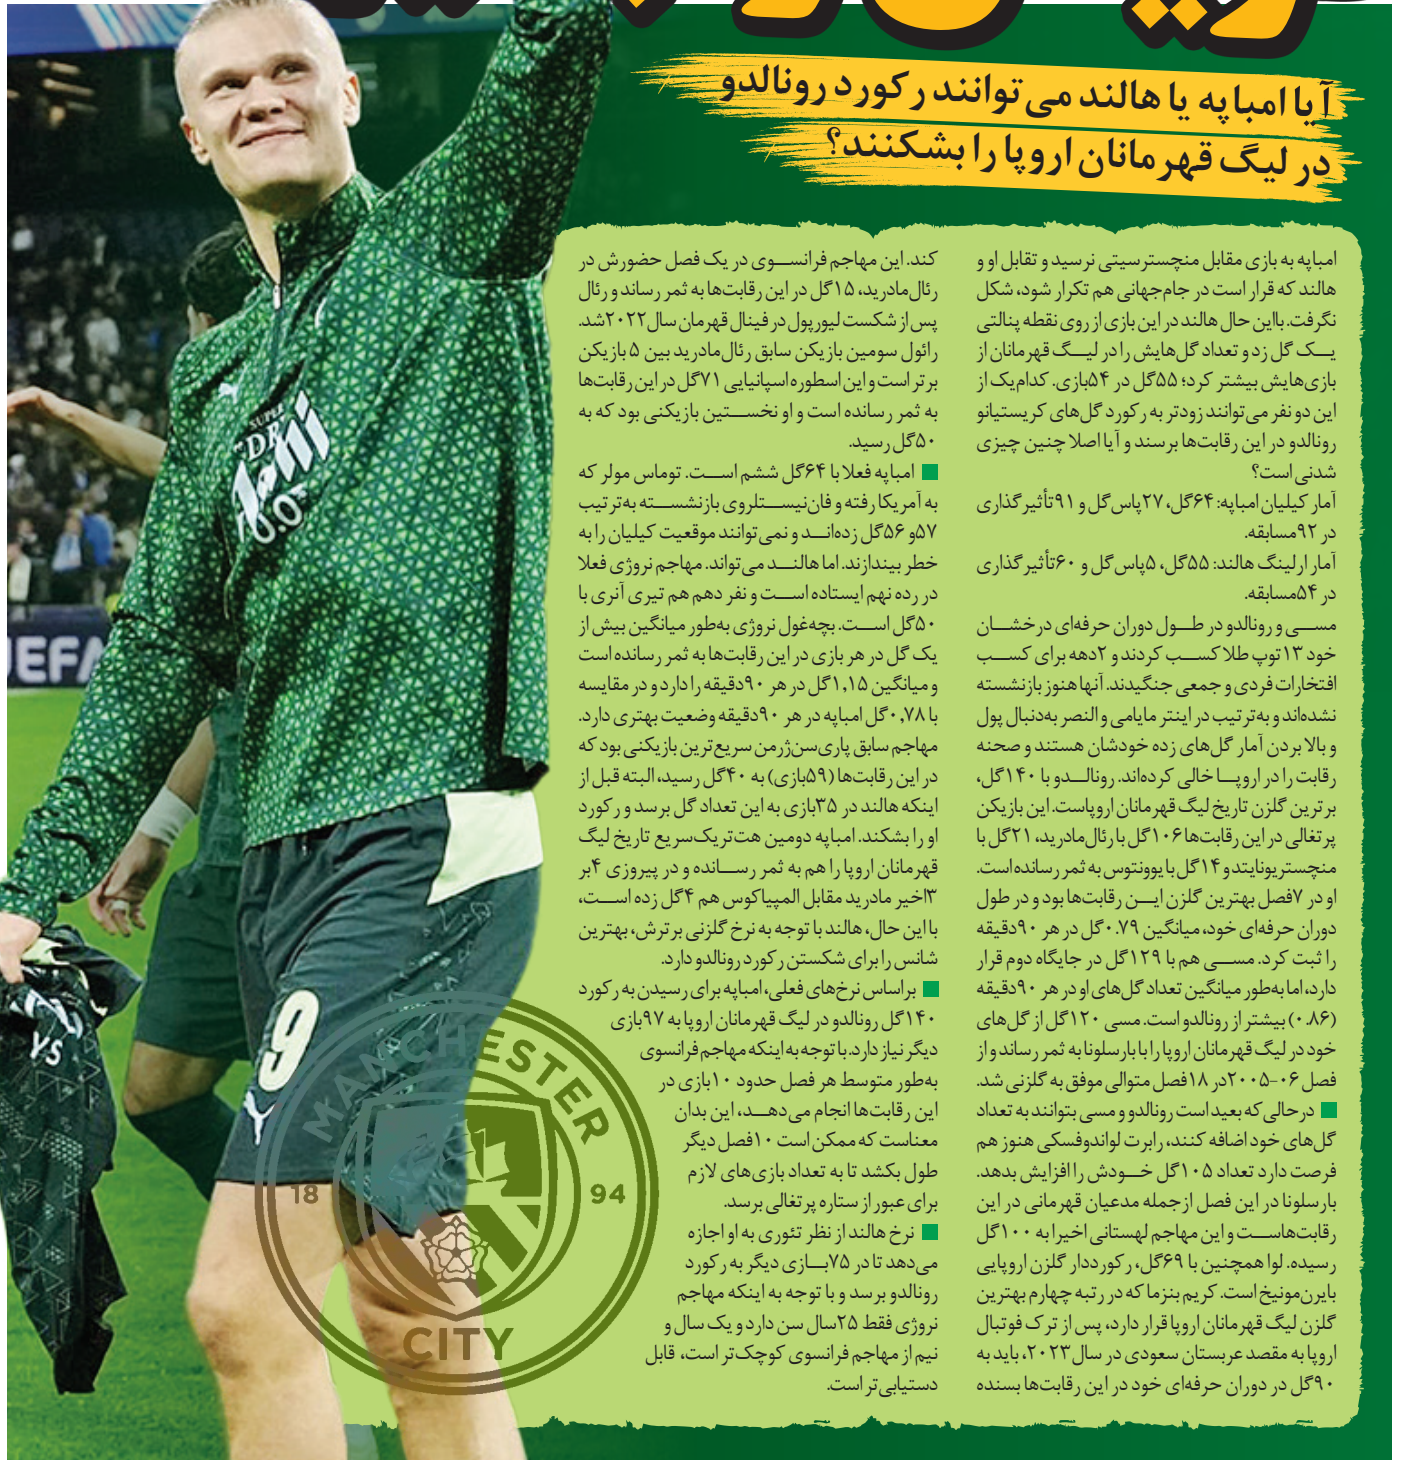 آیا امباپه یا هالند می‌توانند رکورد رونالدو
در لیگ قهرمانان اروپا را بشکنند؟
امباپه به بازی مقابل منچسترسیتی نرسید و تقابل او و
هالند که قرار است در جام‌جهانی هم تکرار شود، شکل
نگرفت. بااین حال هالند در این بازی از روی نقطه پنالتی
یک گل زد و تعداد گل‌هایش را در لیگ قهرمانان از
بازی‌هایش بیشتر کرد؛ ۵۵گل در ۵۴بازی. کدام‌یک از
این دو نفر می‌توانند زودتر به رکورد گل‌های کریستیانو
رونالدو در این رقابت‌ها برسند و آیا اصلا چنین چیزی
شدنی است؟
آمار کیلیان امباپه: ۶۴گل، ۲۷پاس‌گل و ۹۱تأثیرگذاری
در ۹۲مسابقه.
آمار ارلینگ هالند: ۵۵گل، ۵پاس‌گل و ۶۰تأثیرگذاری
در ۵۴مسابقه.
مسی و رونالدو در طول دوران حرفه‌ای درخشان
خود ۱۳توپ طلا کسب کردند و ۲دهه برای کسب
افتخارات فردی و جمعی جنگیدند. آنها هنوز بازنشسته
نشده‌اند و به‌ترتیب در اینتر مایامی و النصر به‌دنبال پول
و بالا بردن آمار گل‌های زده خودشان هستند و صحنه
رقابت را در اروپا خالی کرده‌اند. رونالدو با ۱۴۰گل،
برترین گلزن تاریخ لیگ قهرمانان اروپاست. این بازیکن
پرتغالی در این رقابت‌ها ۱۰۶گل با رئال‌مادرید، ۲۱گل با
منچستریونایتد و ۱۴گل با یوونتوس به ثمر رسانده است.
او در ۷فصل بهترین گلزن این رقابت‌ها بود و در طول
دوران حرفه‌ای خود، میانگین ۰.۷۹گل در هر ۹۰دقیقه
را ثبت کرد. مسی هم با ۱۲۹گل در جایگاه دوم قرار
دارد، اما به‌طور میانگین تعداد گل‌های او در هر ۹۰دقیقه
(۰.۸۶) بیشتر از رونالدو است. مسی ۱۲۰گل از گل‌های
خود در لیگ قهرمانان اروپا را با بارسلونا به ثمر رساند و از
فصل ۰۶-۲۰۰۵در ۱۸فصل متوالی موفق به گلزنی شد.
■ درحالی‌که بعید است رونالدو و مسی بتوانند به تعداد
گل‌های خود اضافه کنند، رابرت لواندوفسکی هنوز هم
فرصت دارد تعداد ۱۰۵گل خودش را افزایش بدهد.
بارسلونا در این فصل ازجمله مدعیان قهرمانی در این
رقابت‌هاست و این مهاجم لهستانی اخیرا به ۱۰۰گل
رسیده. لوا همچنین با ۶۹گل، رکورددار گلزن اروپایی
بایرن‌مونیخ است. کریم بنزما که در رتبه چهارم بهترین
گلزن لیگ قهرمانان اروپا قرار دارد، پس از ترک فوتبال
اروپا به مقصد عربستان سعودی در سال۲۰۲۳، باید به
۹۰گل در دوران حرفه‌ای خود در این رقابت‌ها بسنده
کند. این مهاجم فرانسوی در یک فصل حضورش در
رئال‌مادرید، ۱۵گل در این رقابت‌ها به ثمر رساند و رئال
پس از شکست لیورپول در فینال قهرمان سال۲۰۲۲شد.
رائول سومین بازیکن سابق رئال‌مادرید بین ۵بازیکن
برتر است و این اسطوره اسپانیایی ۷۱گل در این رقابت‌ها
به ثمر رسانده است و او نخستین بازیکنی بود که به
۵۰گل رسید.
■ امباپه فعلا با ۶۴گل ششم است. توماس مولر که
به آمریکا رفته و فان‌نیستلروی بازنشسته به‌ترتیب
۵۷و ۵۶گل زده‌اند و نمی‌توانند موقعیت کیلیان را به
خطر بیندازند. اما هالند می‌تواند. مهاجم نروژی فعلا
در رده نهم ایستاده است و نفر دهم هم تیری آنری با
۵۰گل است. بچه‌غول نروژی به‌طور میانگین بیش از
یک گل در هر بازی در این رقابت‌ها به ثمر رسانده است
و میانگین ۱,۱۵گل در هر ۹۰دقیقه را دارد و در مقایسه
با ۰,۷۸گل امباپه در هر ۹۰دقیقه وضعیت بهتری دارد.
مهاجم سابق پاری‌سن‌ژرمن سریع‌ترین بازیکنی بود که
در این رقابت‌ها (۵۹بازی) به ۴۰گل رسید، البته قبل از
اینکه هالند در ۳۵بازی به این تعداد گل برسد و رکورد
او را بشکند. امباپه دومین هت‌تریک‌سریع تاریخ لیگ
قهرمانان اروپا را هم به ثمر رسانده و در پیروزی ۴بر
۳اخیر مادرید مقابل المپیاکوس هم ۴گل زده است،
با این حال، هالند با توجه به نرخ گلزنی برترش، بهترین
شانس را برای شکستن رکورد رونالدو دارد.
■ براساس نرخ‌های فعلی، امباپه برای رسیدن به رکورد
۱۴۰گل رونالدو در لیگ قهرمانان اروپا به ۹۷بازی
دیگر نیاز دارد. با توجه به اینکه مهاجم فرانسوی
به‌طور متوسط هر فصل حدود ۱۰بازی در
این رقابت‌ها انجام می‌دهد، این بدان
معناست که ممکن است ۱۰فصل دیگر
طول بکشد تا به تعداد بازی‌های لازم
برای عبور از ستاره پرتغالی برسد.
■ نرخ هالند از نظر تئوری به او اجازه
می‌دهد تا در ۷۵بازی دیگر به رکورد
رونالدو برسد و با توجه به اینکه مهاجم
نروژی فقط ۲۵سال سن دارد و یک سال و
نیم از مهاجم فرانسوی کوچک‌تر است، قابل
دستیابی‌تر است.
SUPER
0.0
UEFA
YS
9
MANCHESTER
18 94
CITY